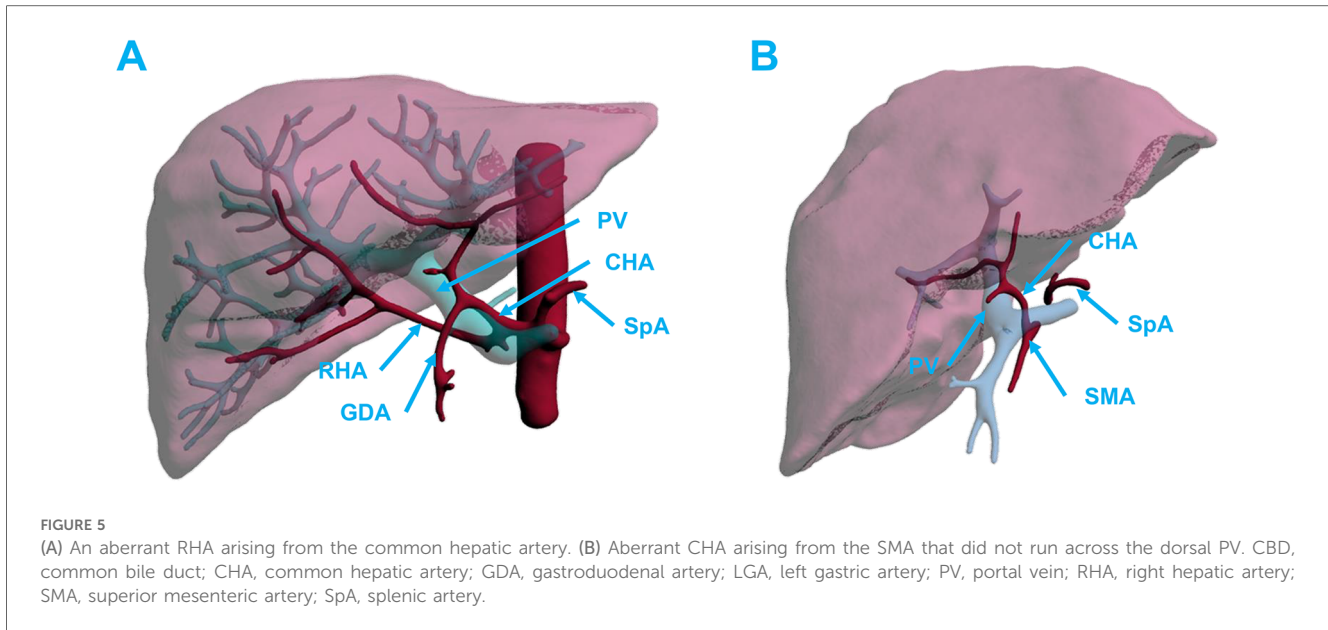 A
B
PV
CHA
SpA
RHA
GDA
CHA
SpA
PV
SMA
FIGURE 5
(A) An aberrant RHA arising from the common hepatic artery. (B) Aberrant CHA arising from the SMA that did not run across the dorsal PV. CBD,
common bile duct; CHA, common hepatic artery; GDA, gastroduodenal artery; LGA, left gastric artery; PV, portal vein; RHA, right hepatic artery;
SMA, superior mesenteric artery; SpA, splenic artery.